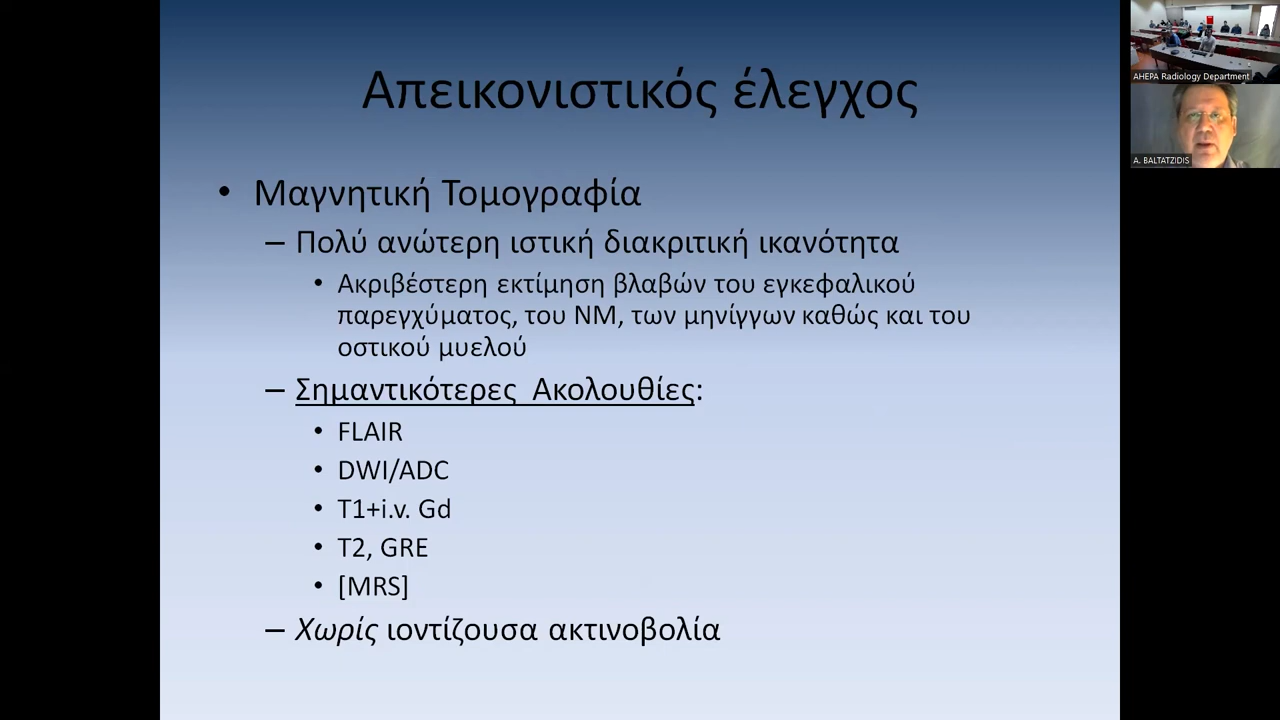 Απεικονιστικός έλεγχος
• Μαγνητική Τομογραφία
– Πολύ ανώτερη ιστική διακριτική ικανότητα
• Ακριβέστερη εκτίμηση βλαβών του εγκεφαλικού
παρεγχύματος, του ΝΜ, των μηνίγγων καθώς και του
οστικού μυελού
– Σημαντικότερες Ακολουθίες:
• FLAIR
• DWI/ADC
• T1+i.v. Gd
• T2, GRE
• [MRS]
– Χωρίς ιοντίζουσα ακτινοβολία
AHEPA Radiology Department
A. BALTATZIDIS